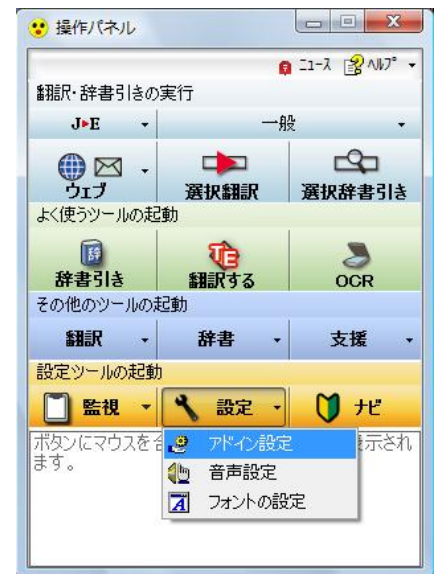 操作パネル
ニュース ヘルプ
翻訳・辞書引きの実行
J▶E 一般
ウェブ 選択翻訳 選択辞書引き
よく使うツールの起動
辞
TE
辞書引き 翻訳する OCR
その他のツールの起動
翻訳 辞書 支援
設定ツールの起動
監視 設定 ナビ
ボタンにマウスを 表示され
ます。
アドイン設定
音声設定
フォントの設定